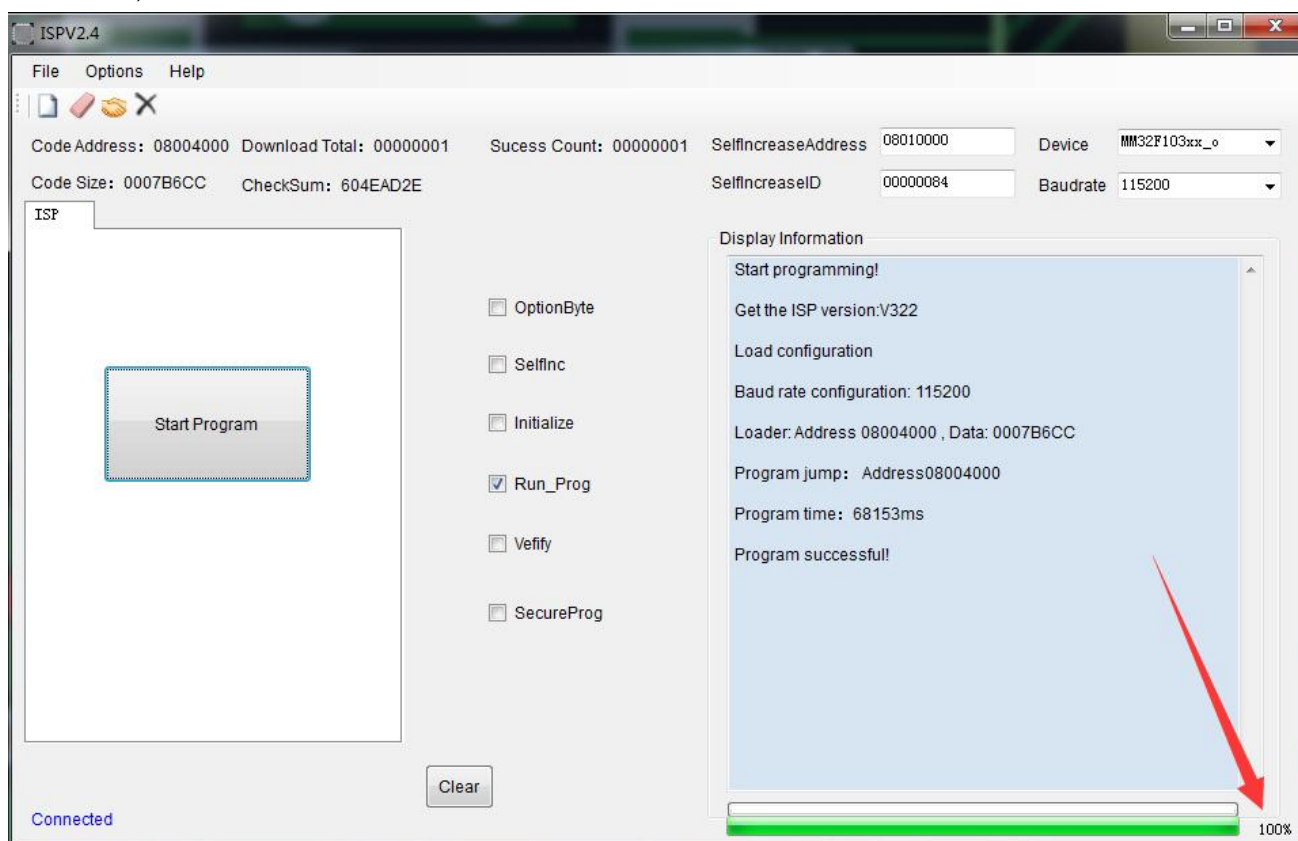 ISPV2.4
File Options Help
Code Address: 08004000 Download Total: 00000001 Sucess Count: 00000001 SelfIncreaseAddress 08010000 Device MM32F103xx_o
Code Size: 0007B6CC CheckSum: 604EAD2E SelfIncreaseID 00000084 Baudrate 115200
ISP
Start Program
OptionByte
SelfInc
Initialize
Run_Prog
Vefify
SecureProg
Clear
Connected
Display Information
Start programming!
Get the ISP version:V322
Load configuration
Baud rate configuration: 115200
Loader: Address 08004000 , Data: 0007B6CC
Program jump： Address08004000
Program time：68153ms
Program successful!
100%